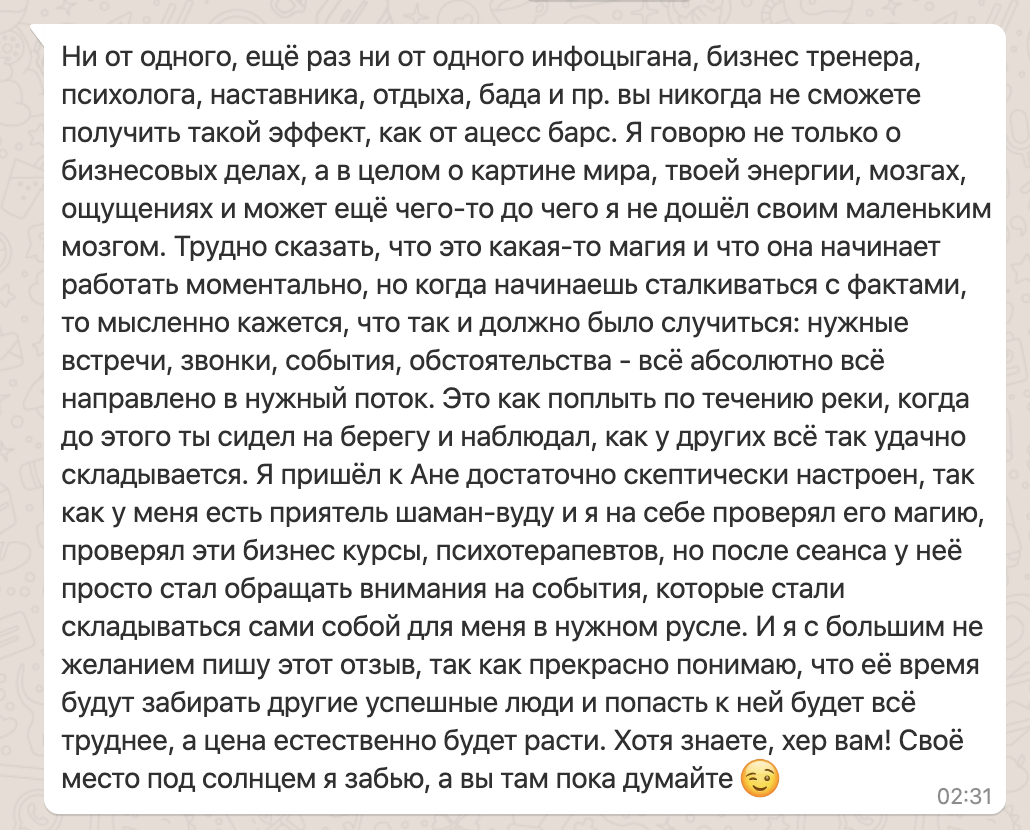 Ни от одного, ещё раз ни от одного инфоцыгана, бизнес тренера,
психолога, наставника, отдыха, бада и пр. вы никогда не сможете
получить такой эффект, как от ацесс барс. Я говорю не только о
бизнесовых делах, а в целом о картине мира, твоей энергии, мозгах,
ощущениях и может ещё чего-то до чего я не дошёл своим маленьким
мозгом. Трудно сказать, что это какая-то магия и что она начинает
работать моментально, но когда начинаешь сталкиваться с фактами,
то мысленно кажется, что так и должно было случиться: нужные
встречи, звонки, события, обстоятельства - всё абсолютно всё
направлено в нужный поток. Это как поплыть по течению реки, когда
до этого ты сидел на берегу и наблюдал, как у других всё так удачно
складывается. Я пришёл к Ане достаточно скептически настроен, так
как у меня есть приятель шаман-вуду и я на себе проверял его магию,
проверял эти бизнес курсы, психотерапевтов, но после сеанса у неё
просто стал обращать внимания на события, которые стали
складываться сами собой для меня в нужном русле. И я с большим не
желанием пишу этот отзыв, так как прекрасно понимаю, что её время
будут забирать другие успешные люди и попасть к ней будет всё
труднее, а цена естественно будет расти. Хотя знаете, хер вам! Своё
место под солнцем я забью, а вы там пока думайте 😉
02:31